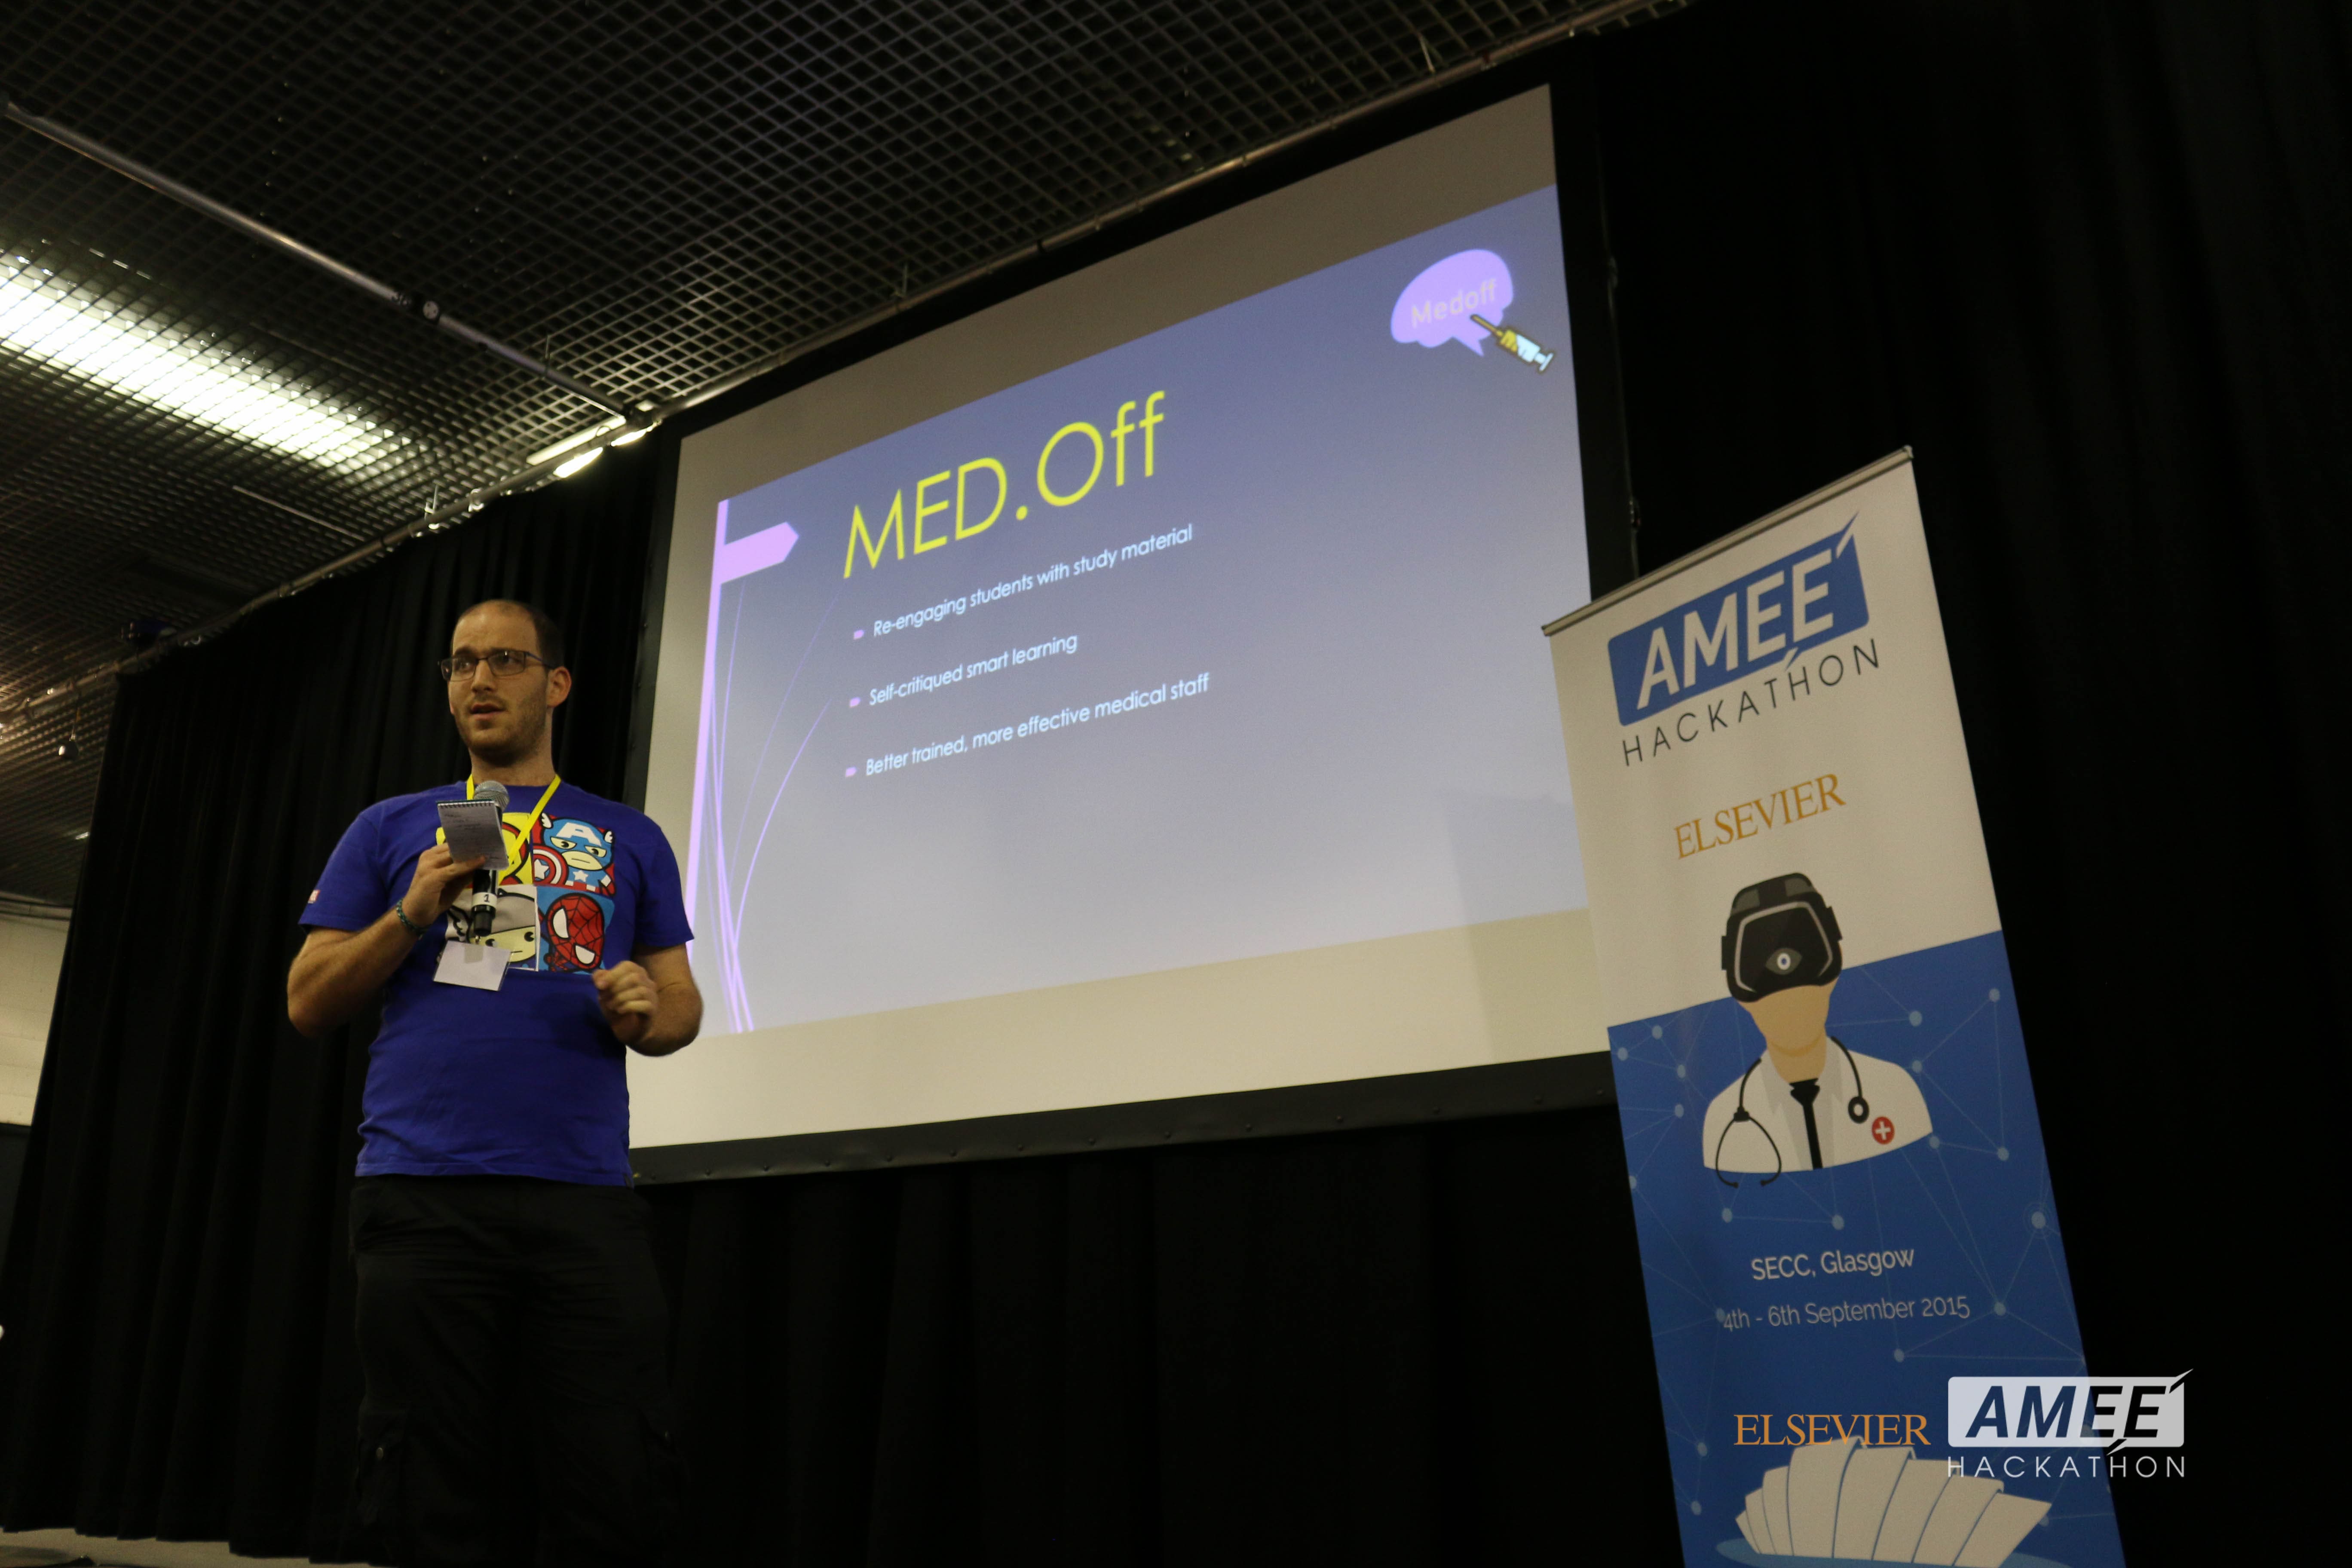 Medoff
MED.Off
Re-engaging students with study material
Self-critiqued smart learning
Better trained, more effective medical staff
1
AMEE
HACKATHON
ELSEVIER
SECC, Glasgow
4th - 6th September 2015
ELSEVIER
AMEE
HACKATHON